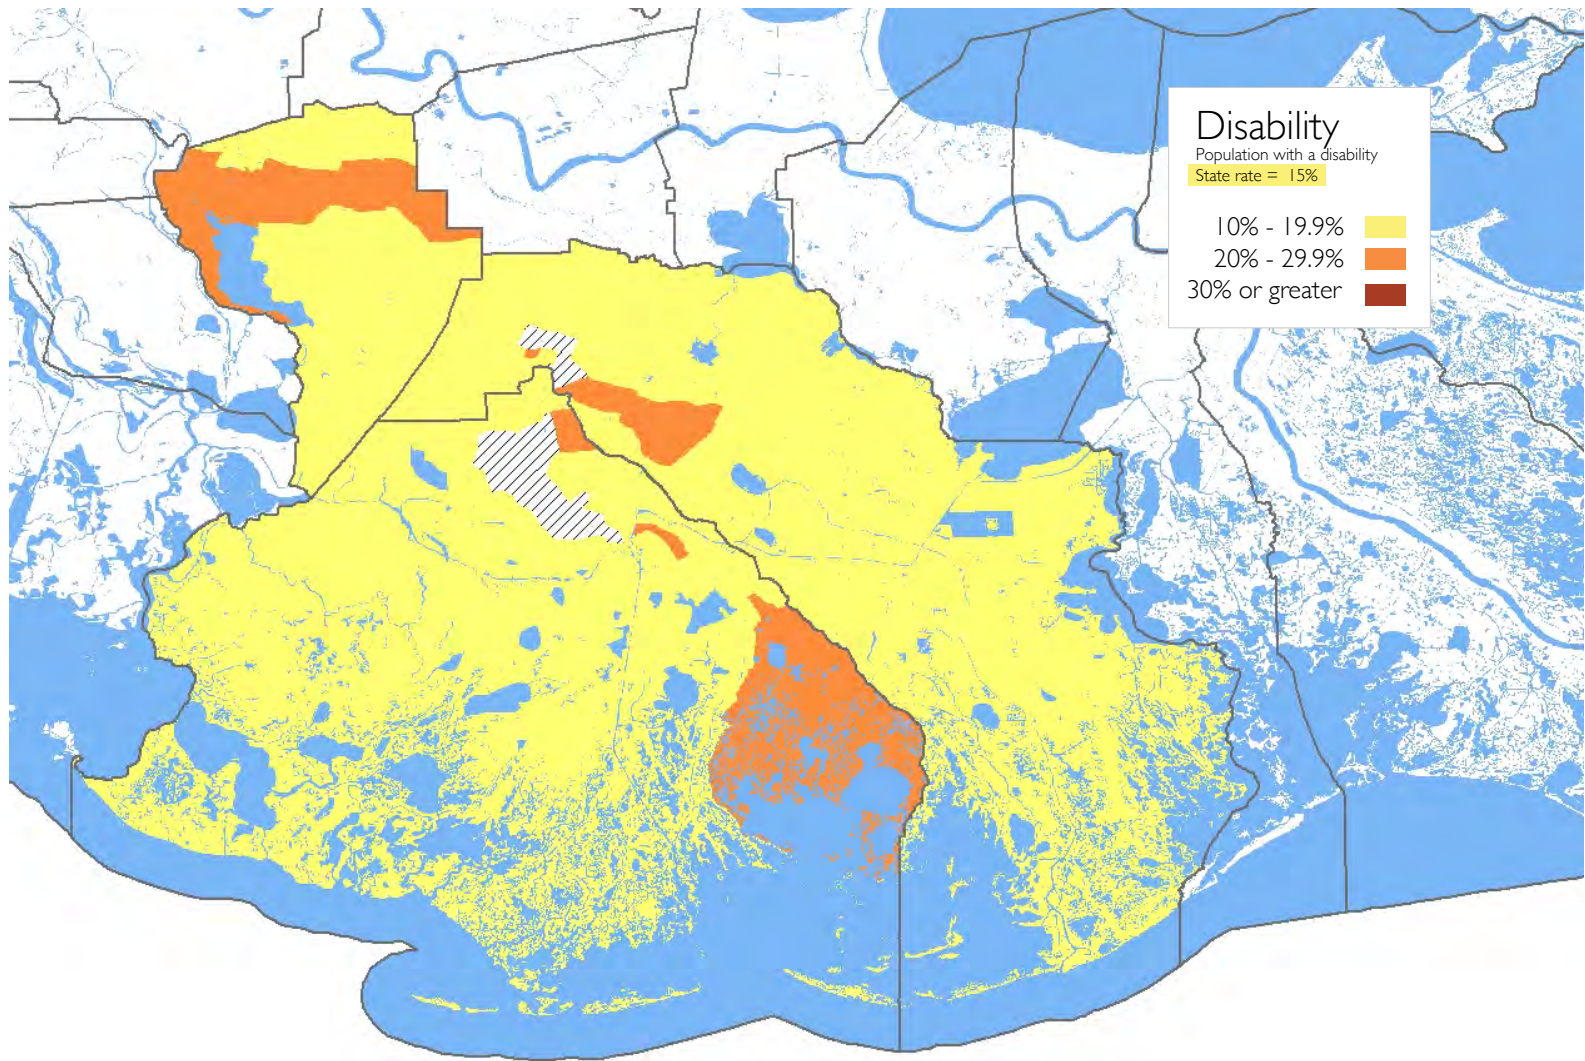 Disability
Population with a disability
State rate = 15%
10% - 19.9%
20% - 29.9%
30% or greater